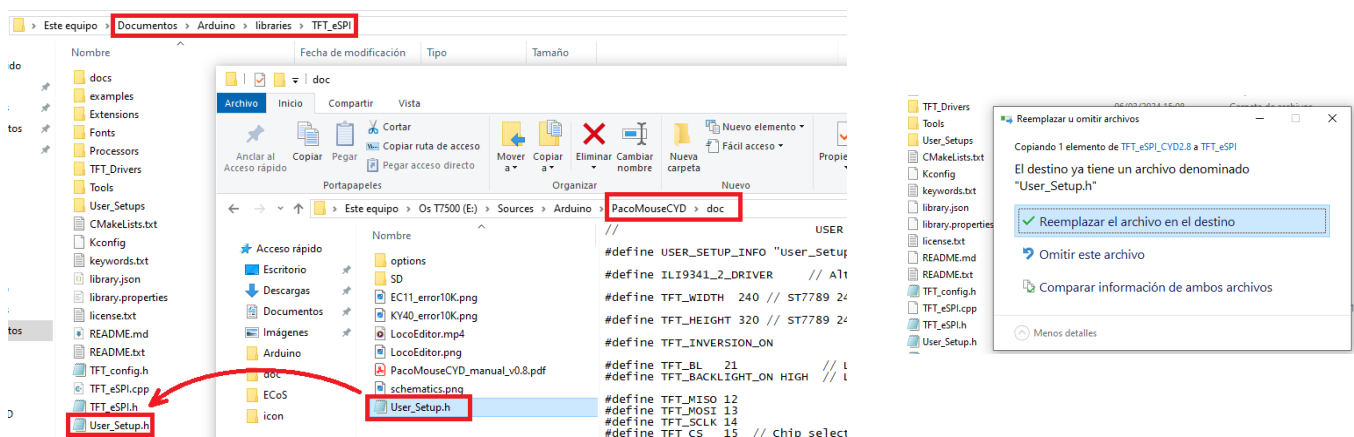 Este equipo > Documentos > Arduino > libraries > TFT_eSPI
Nombre
Fecha de modificación
Tipo
Tamaño
docs
examples
Extensions
Fonts
Processors
TFT_Drivers
Tools
User_Setups
CMakeLists.txt
Kconfig
keywords.txt
library.json
library.properties
license.txt
README.md
README.txt
TFT_config.h
TFT_eSPI.cpp
TFT_eSPI.h
User_Setup.h
doc
Archivo
Inicio
Compartir
Vista
Anclar al
Acceso rápido
Copiar
Pegar
Cortar
Copiar ruta de acceso
Pegar acceso directo
Portapapeles
Mover
a
Copiar
a
Eliminar
Cambiar
nombre
Organizar
Nueva
carpeta
Nuevo elemento
Fácil acceso
Nuevo
Propie
Este equipo > Os T7500 (E:) > Sources > Arduino > PacoMouseCYD > doc
Acceso rápido
Escritorio
Descargas
Documentos
Imágenes
Arduino
doc
ECoS
icon
Nombre
options
SD
EC11_error10K.png
KY40_error10K.png
LocoEditor.mp4
LocoEditor.png
PacoMouseCYD_manual_v0.8.pdf
schematics.png
User_Setup.h
// USER
#define USER_SETUP_INFO "User_Setup
#define ILI9341_2_DRIVER // Alt
#define TFT_WIDTH 240 // ST7789 24
#define TFT_HEIGHT 320 // ST7789 24
#define TFT_INVERSION_ON
#define TFT_BL 21 // L
#define TFT_BACKLIGHT_ON HIGH // L
#define TFT_MISO 12
#define TFT_MOSI 13
#define TFT_SCLK 14
#define TFT_CS 15 // Chip select
TFT_Drivers
Tools
User_Setups
CMakeLists.txt
Kconfig
keywords.txt
library.json
library.properties
license.txt
README.md
README.txt
TFT_config.h
TFT_eSPI.cpp
TFT_eSPI.h
User_Setup.h
Reemplazar u omitir archivos
Copiando 1 elemento de TFT_eSPI_CYD2.8 a TFT_eSPI
El destino ya tiene un archivo denominado
"User_Setup.h"
Reemplazar el archivo en el destino
Omitir este archivo
Comparar información de ambos archivos
Menos detalles